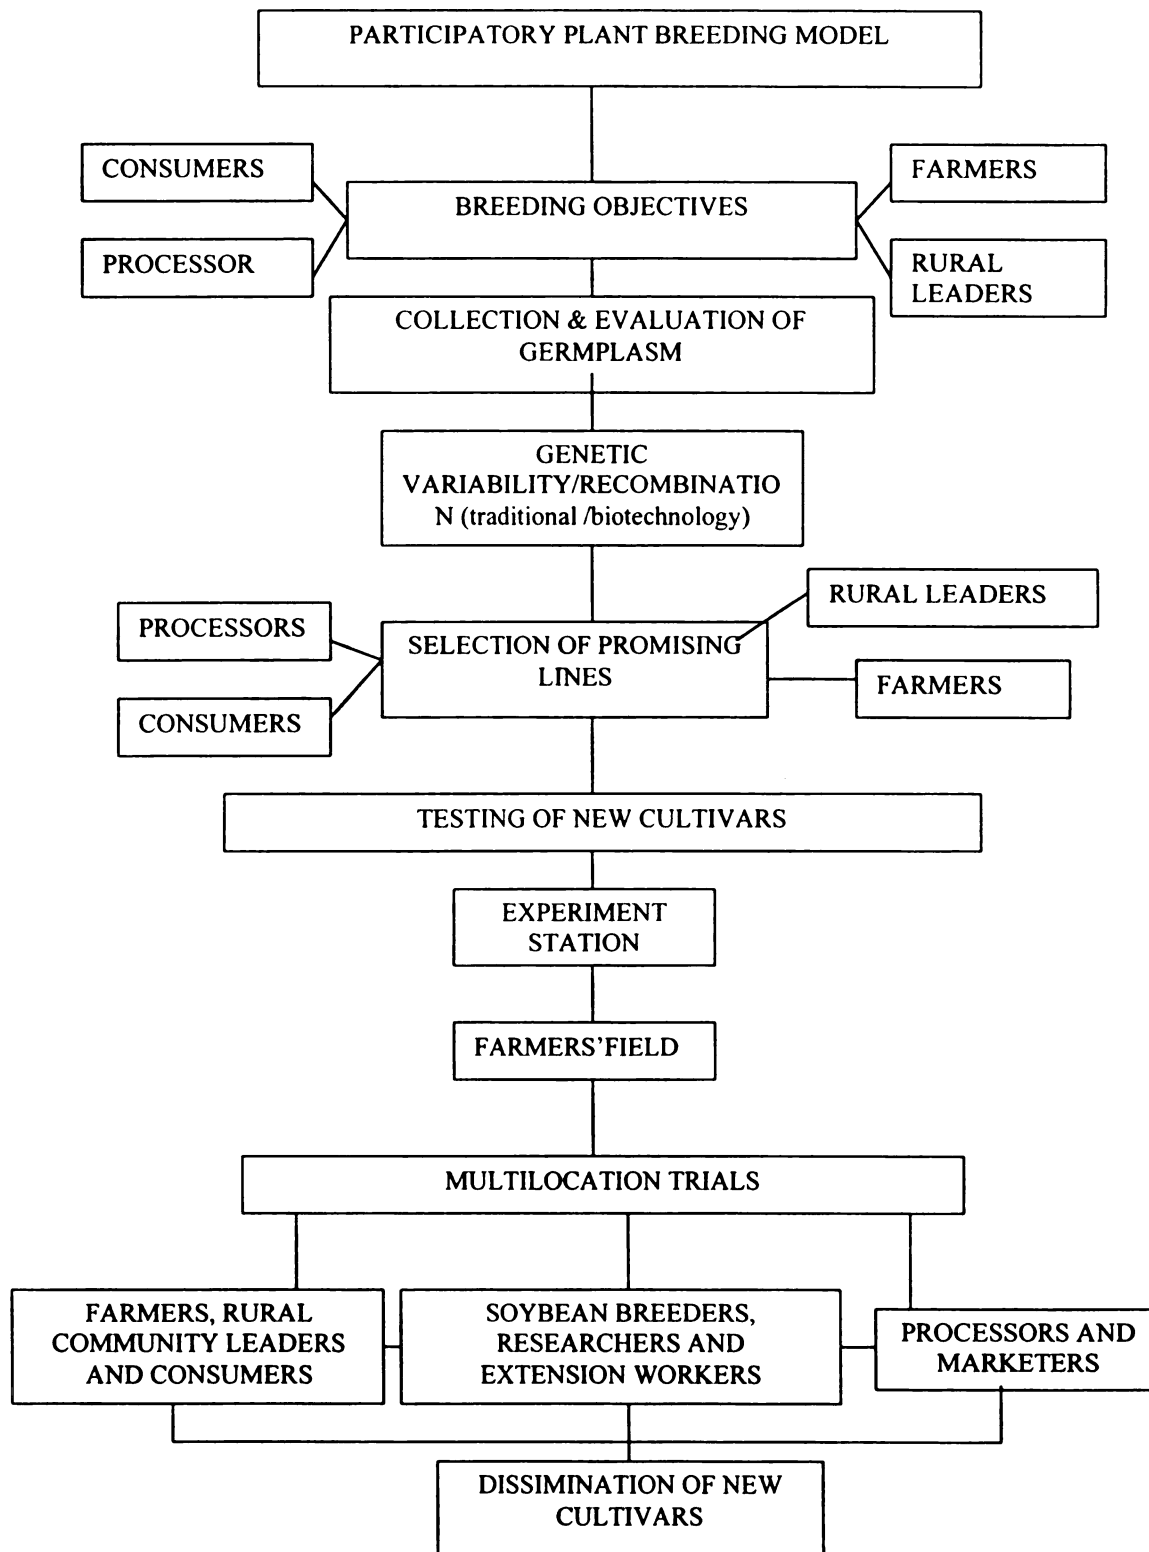 PARTICIPATORY PLANT BREEDING MODEL
CONSUMERS
FARMERS
BREEDING OBJECTIVES
PROCESSOR
RURAL
LEADERS
COLLECTION & EVALUATION OF
GERMPLASM
GENETIC
VARIABILITY/RECOMBINATIO
N (traditional /biotechnology)
RURAL LEADERS
PROCESSORS
SELECTION OF PROMISING
LINES
FARMERS
CONSUMERS
TESTING OF NEW CULTIVARS
EXPERIMENT
STATION
FARMERS'FIELD
MULTILOCATION TRIALS
FARMERS, RURAL
COMMUNITY LEADERS
AND CONSUMERS
SOYBEAN BREEDERS,
RESEARCHERS AND
EXTENSION WORKERS
PROCESSORS AND
MARKETERS
DISSIMINATION OF NEW
CULTIVARS